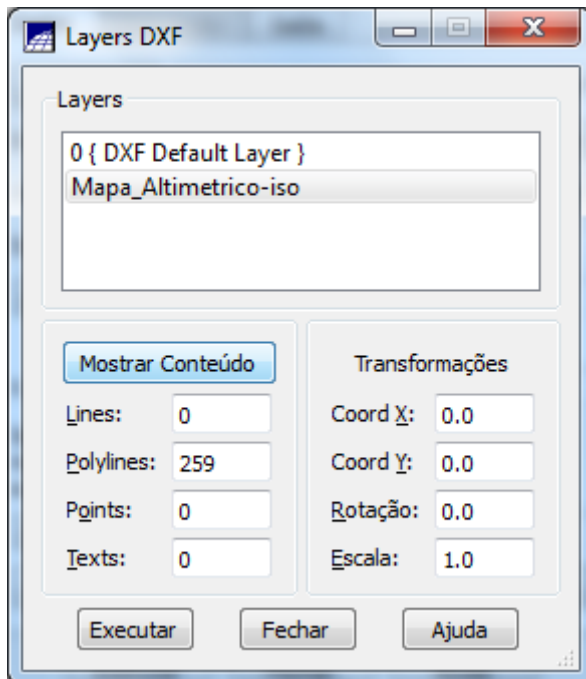 Layers DXF
Layers
0 { DXF Default Layer }
Mapa_Altimetrico-iso
Mostrar Conteúdo
Lines: 0
Polylines: 259
Points: 0
Texts: 0
Transformações
Coord X: 0.0
Coord Y: 0.0
Rotação: 0.0
Escala: 1.0
Executar Fechar Ajuda